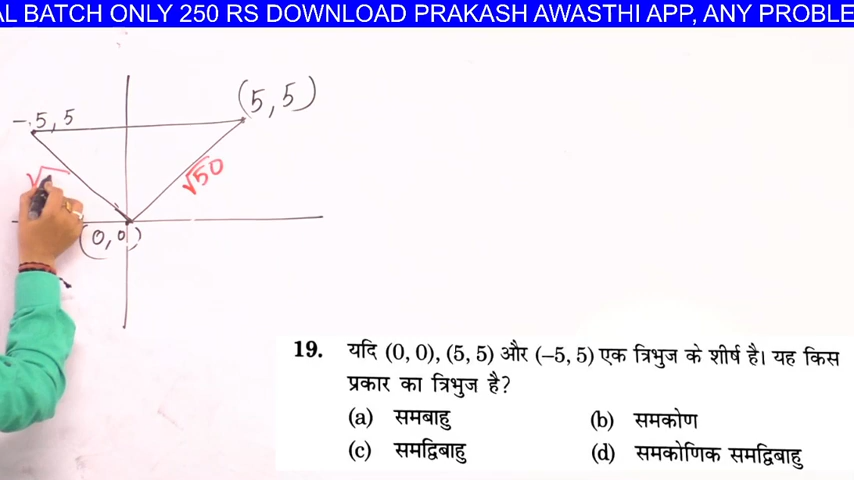 AL BATCH ONLY 250 RS DOWNLOAD PRAKASH AWASTHI APP, ANY PROBLE
(5, 5)
-5, 5
√50
√
(0, 0)
19. यदि (0, 0), (5, 5) और (–5, 5) एक त्रिभुज के शीर्ष है। यह किस
प्रकार का त्रिभुज है?
(a) समबाहु (b) समकोण
(c) समद्विबाहु (d) समकोणिक समद्विबाहु